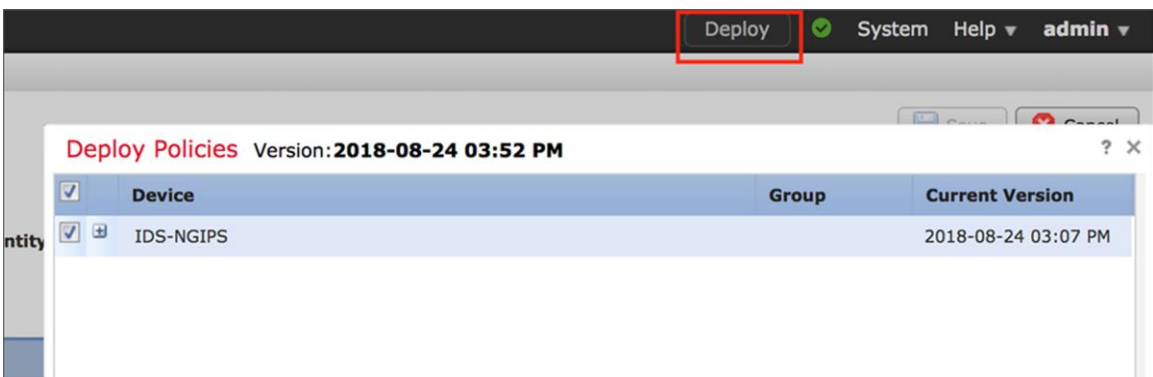 Deploy System Help admin
Save Cancel
Deploy Policies Version:2018-08-24 03:52 PM ? ×
Device Group Current Version
ntity IDS-NGIPS 2018-08-24 03:07 PM